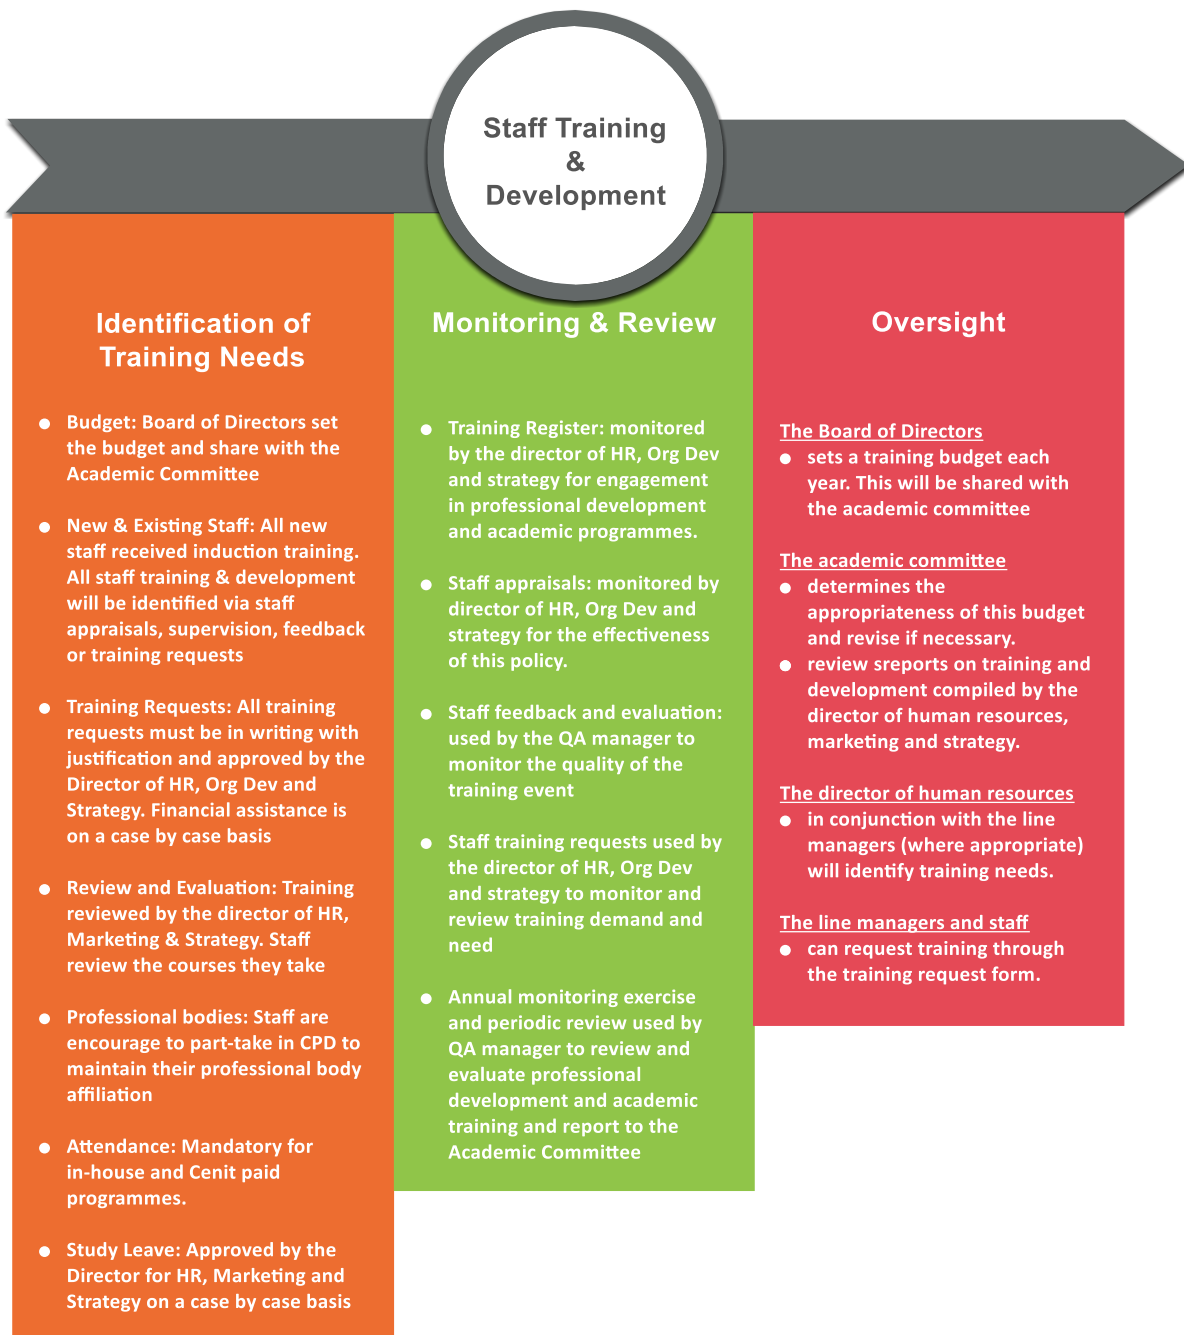 Staff Training
&
Development
Identification of
Training Needs
● Budget: Board of Directors set
the budget and share with the
Academic Committee
● New & Existing Staff: All new
staff received induction training.
All staff training & development
will be identified via staff
appraisals, supervision, feedback
or training requests
● Training Requests: All training
requests must be in writing with
justification and approved by the
Director of HR, Org Dev and
Strategy. Financial assistance is
on a case by case basis
● Review and Evaluation: Training
reviewed by the director of HR,
Marketing & Strategy. Staff
review the courses they take
● Professional bodies: Staff are
encourage to part-take in CPD to
maintain their professional body
affiliation
● Attendance: Mandatory for
in-house and Cenit paid
programmes.
● Study Leave: Approved by the
Director for HR, Marketing and
Strategy on a case by case basis
Monitoring & Review
● Training Register: monitored
by the director of HR, Org Dev
and strategy for engagement
in professional development
and academic programmes.
● Staff appraisals: monitored by
director of HR, Org Dev and
strategy for the effectiveness
of this policy.
● Staff feedback and evaluation:
used by the QA manager to
monitor the quality of the
training event
● Staff training requests used by
the director of HR, Org Dev
and strategy to monitor and
review training demand and
need
● Annual monitoring exercise
and periodic review used by
QA manager to review and
evaluate professional
development and academic
training and report to the
Academic Committee
Oversight
The Board of Directors
● sets a training budget each
year. This will be shared with
the academic committee
The academic committee
● determines the
appropriateness of this budget
and revise if necessary.
● review sreports on training and
development compiled by the
director of human resources,
marketing and strategy.
The director of human resources
● in conjunction with the line
managers (where appropriate)
will identify training needs.
The line managers and staff
● can request training through
the training request form.